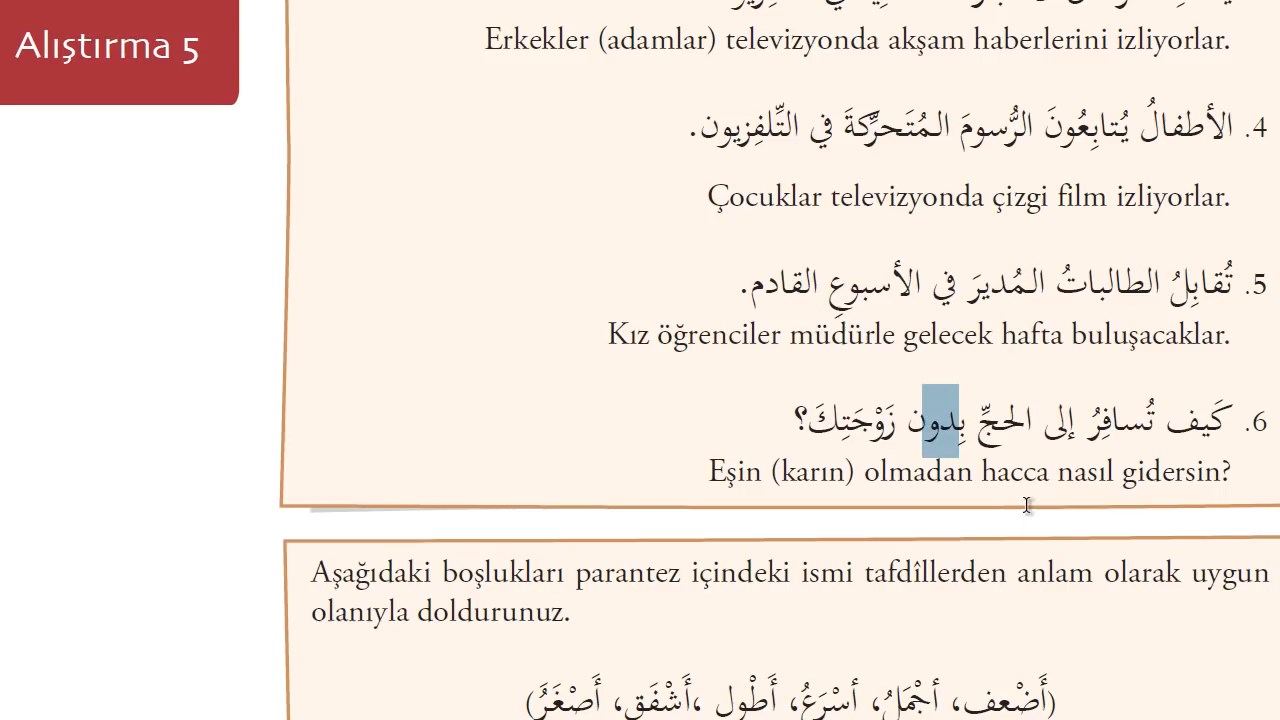 Alıştırma 5
Erkekler (adamlar) televizyonda akşam haberlerini izliyorlar.
4. الأطفالُ يُتابِعُونَ الرُّسومَ المُتَحرِّكةَ في التِّلفِزيون.
Çocuklar televizyonda çizgi film izliyorlar.
5. تُقابِلُ الطالباتُ المُديرَ في الأسبوعِ القادم.
Kız öğrenciler müdürle gelecek hafta buluşacaklar.
6. كَيف تُسافِرُ إلى الحجِّ بِدون زَوْجَتِكَ؟
Eşin (karın) olmadan hacca nasıl gidersin?
Aşağıdaki boşlukları parantez içindeki ismi tafdîllerden anlam olarak uygun
olanıyla doldurunuz.
(أَضْعف، أجْمَلُ، أسْرَعُ، أَطْول ،أَشْفَق، أَصْغَرُ)